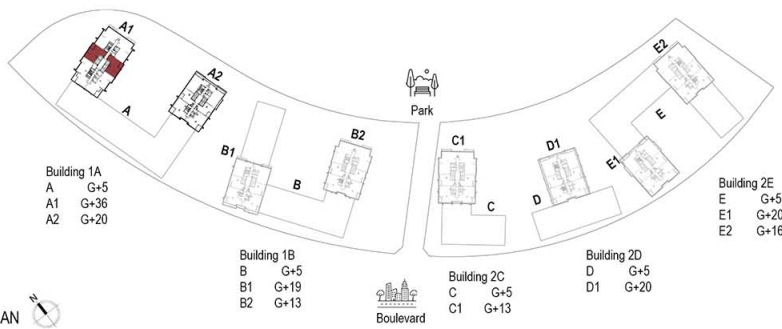 A1
A2
A
E2
Park
B1
B2
B
C1
C
D1
D
E
E1
Building 1A
A G+5
A1 G+36
A2 G+20
Building 1B
B G+5
B1 G+19
B2 G+13
Building 2C
C G+5
C1 G+13
Building 2D
D G+5
D1 G+20
Building 2E
E G+5
E1 G+20
E2 G+16
Boulevard
AN
N